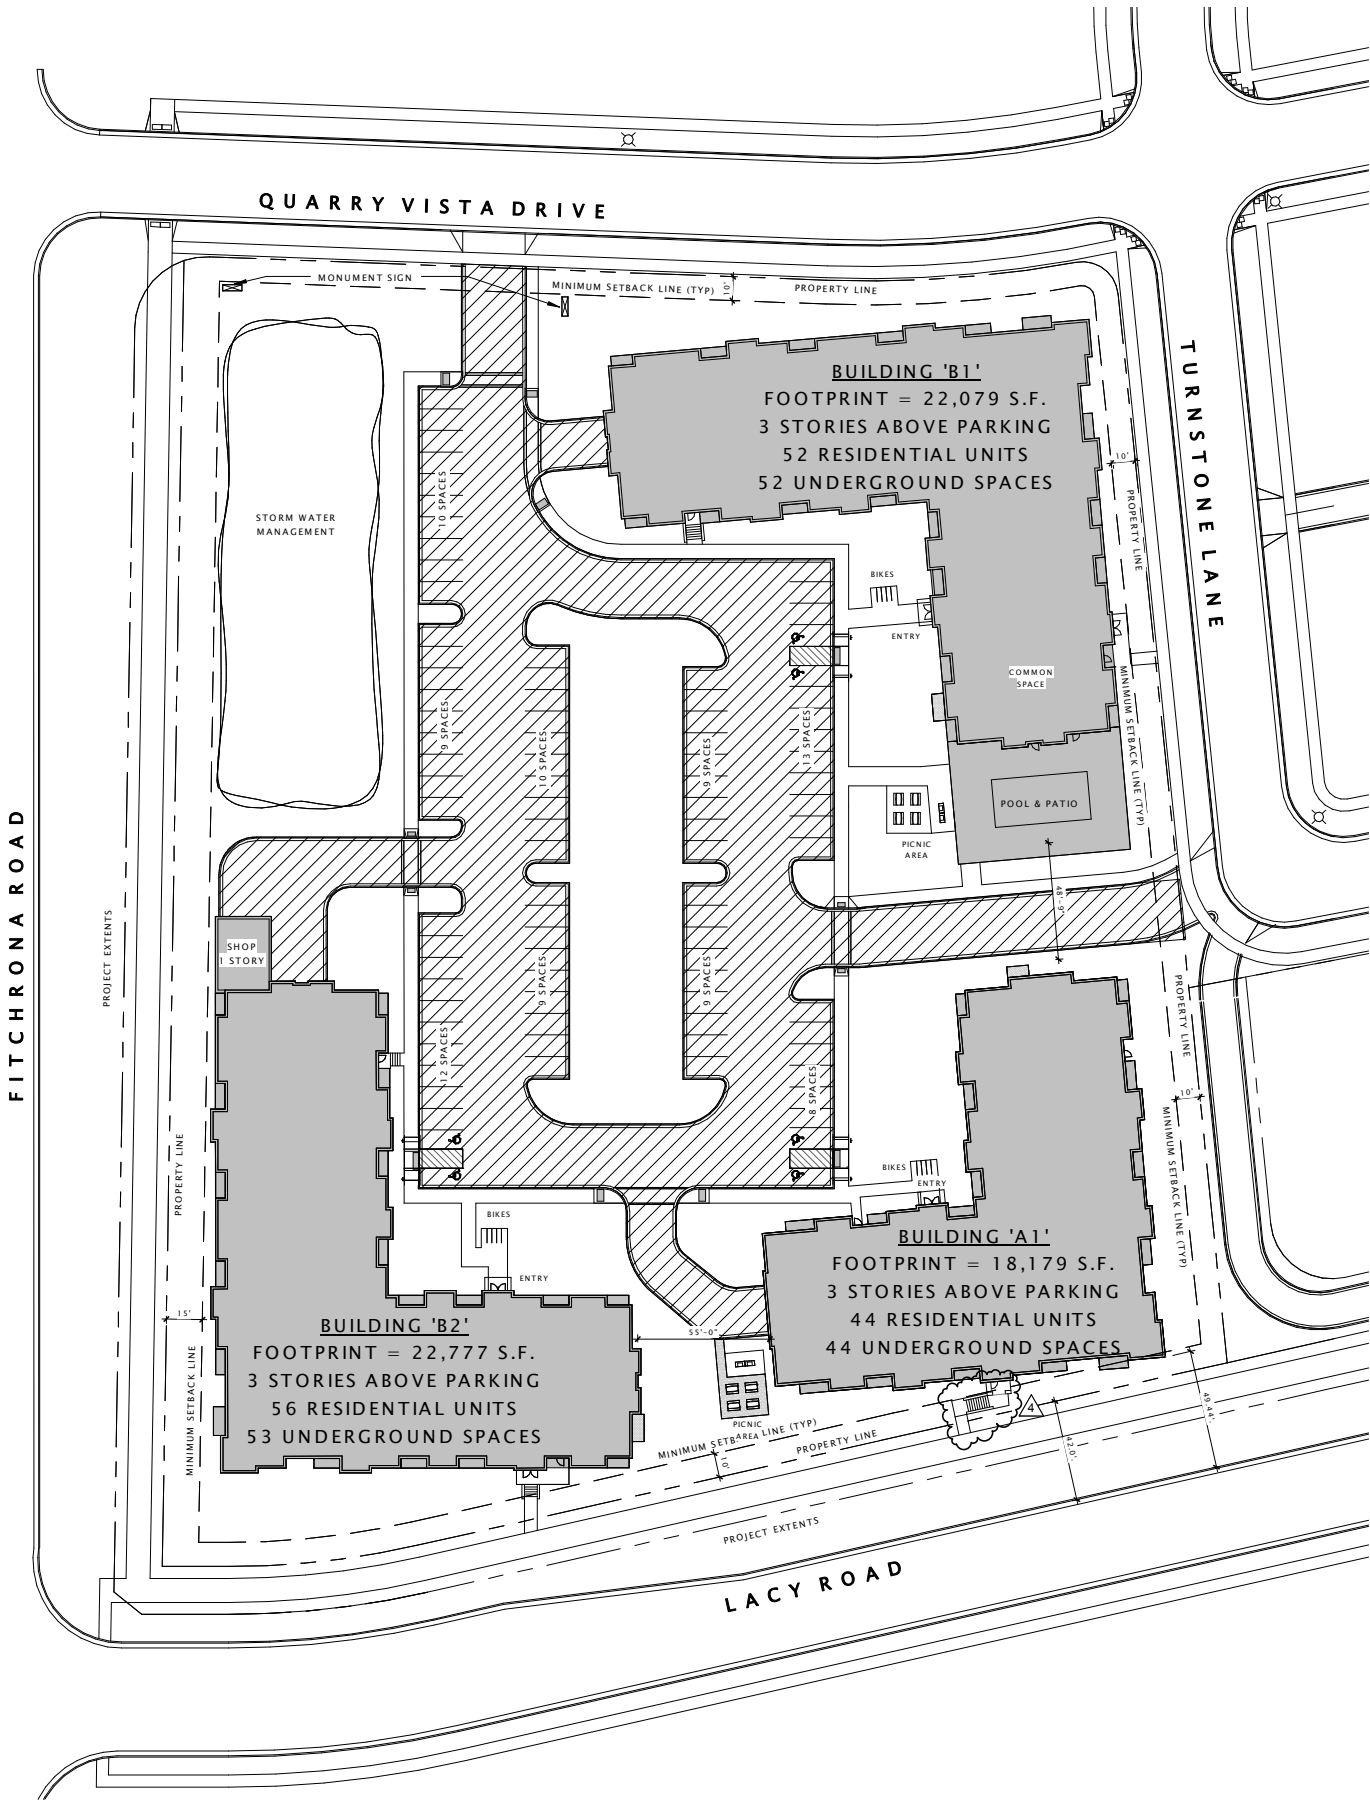 QUARRY VISTA DRIVE
MONUMENT SIGN
MINIMUM SETBACK LINE (TYP)
10'
PROPERTY LINE
TURNSTONE LANE
BUILDING 'B1'
FOOTPRINT = 22,079 S.F.
3 STORIES ABOVE PARKING
52 RESIDENTIAL UNITS
52 UNDERGROUND SPACES
10'
PROPERTY LINE
10 SPACES
STORM WATER
MANAGEMENT
BIKES
ENTRY
COMMON
SPACE
MINIMUM SETBACK LINE (TYP)
9 SPACES
10 SPACES
9 SPACES
13 SPACES
POOL & PATIO
PICNIC
AREA
48'-9"
FITCHRONA ROAD
PROJECT EXTENTS
SHOP
1 STORY
12 SPACES
9 SPACES
9 SPACES
8 SPACES
PROPERTY LINE
10'
MINIMUM SETBACK LINE (TYP)
PROPERTY LINE
BIKES
ENTRY
BIKES
ENTRY
BUILDING 'A1'
FOOTPRINT = 18,179 S.F.
3 STORIES ABOVE PARKING
44 RESIDENTIAL UNITS
44 UNDERGROUND SPACES
15'
55'-0"
MINIMUM SETBACK LINE
BUILDING 'B2'
FOOTPRINT = 22,777 S.F.
3 STORIES ABOVE PARKING
56 RESIDENTIAL UNITS
53 UNDERGROUND SPACES
PICNIC
AREA
MINIMUM SETBACK LINE (TYP)
10'
PROPERTY LINE
4
42.0'
49.44'
PROJECT EXTENTS
LACY ROAD